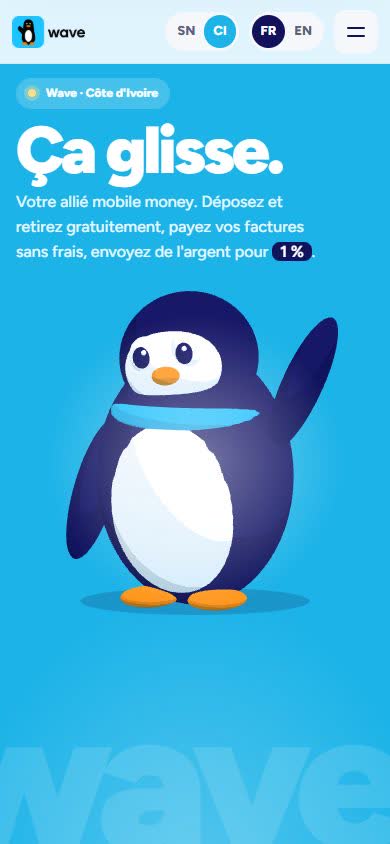 wave
SN CI FR EN
Wave · Côte d'Ivoire
Ça glisse.
Votre allié mobile money. Déposez et
retirez gratuitement, payez vos factures
sans frais, envoyez de l'argent pour 1 %.
wave